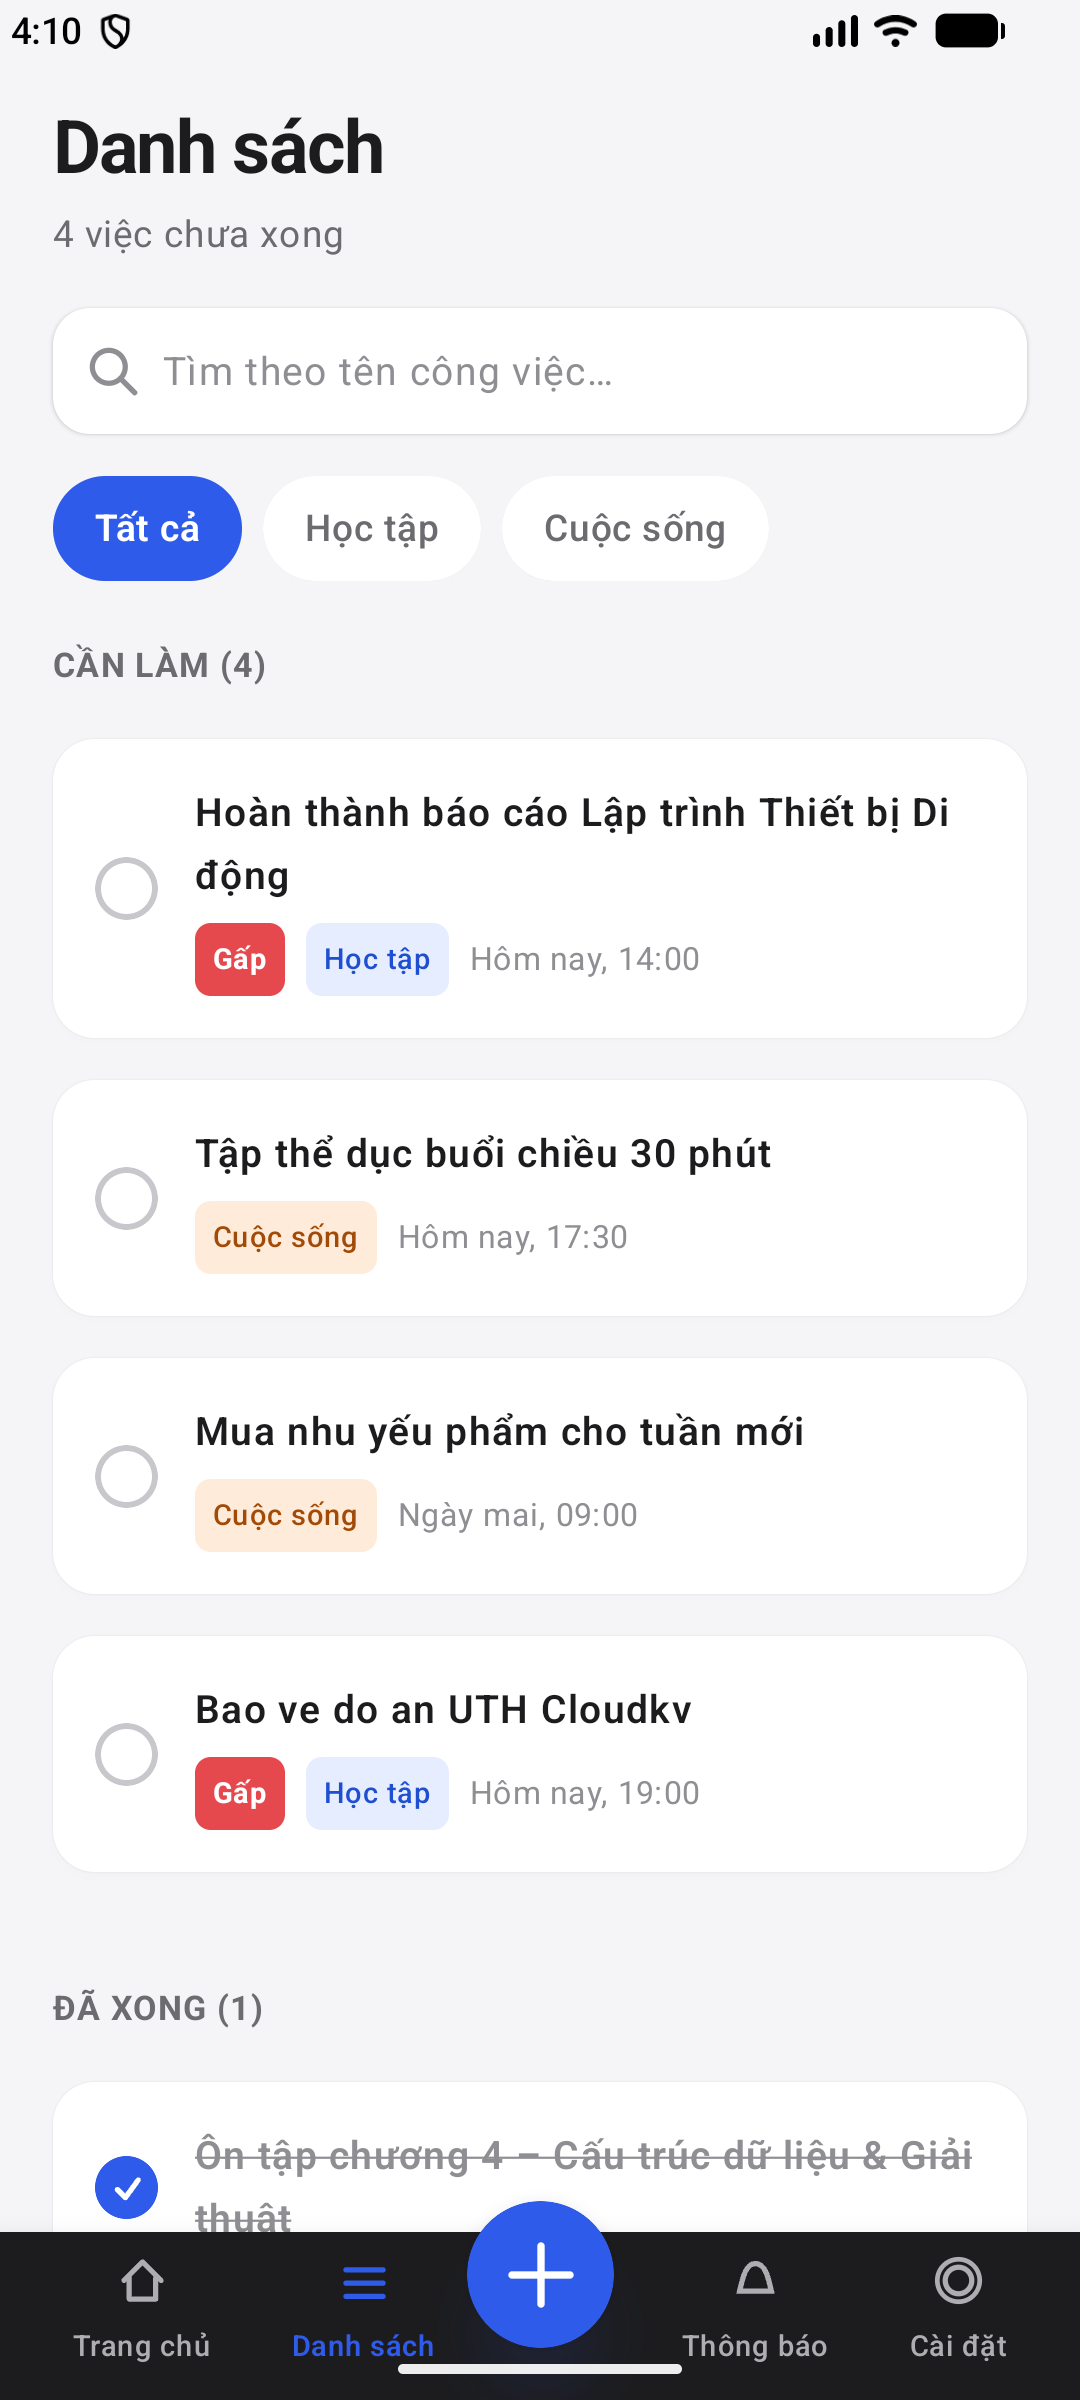 4:10
Danh sách
4 việc chưa xong
Tìm theo tên công việc...
Tất cả
Học tập
Cuộc sống
CẦN LÀM (4)
Hoàn thành báo cáo Lập trình Thiết bị Di
động
Gấp
Học tập
Hôm nay, 14:00
Tập thể dục buổi chiều 30 phút
Cuộc sống
Hôm nay, 17:30
Mua nhu yếu phẩm cho tuần mới
Cuộc sống
Ngày mai, 09:00
Bao ve do an UTH Cloudkv
Gấp
Học tập
Hôm nay, 19:00
ĐÃ XONG (1)
Ôn tập chương 4 – Cấu trúc dữ liệu & Giải
thuật
Trang chủ
Danh sách
Thông báo
Cài đặt